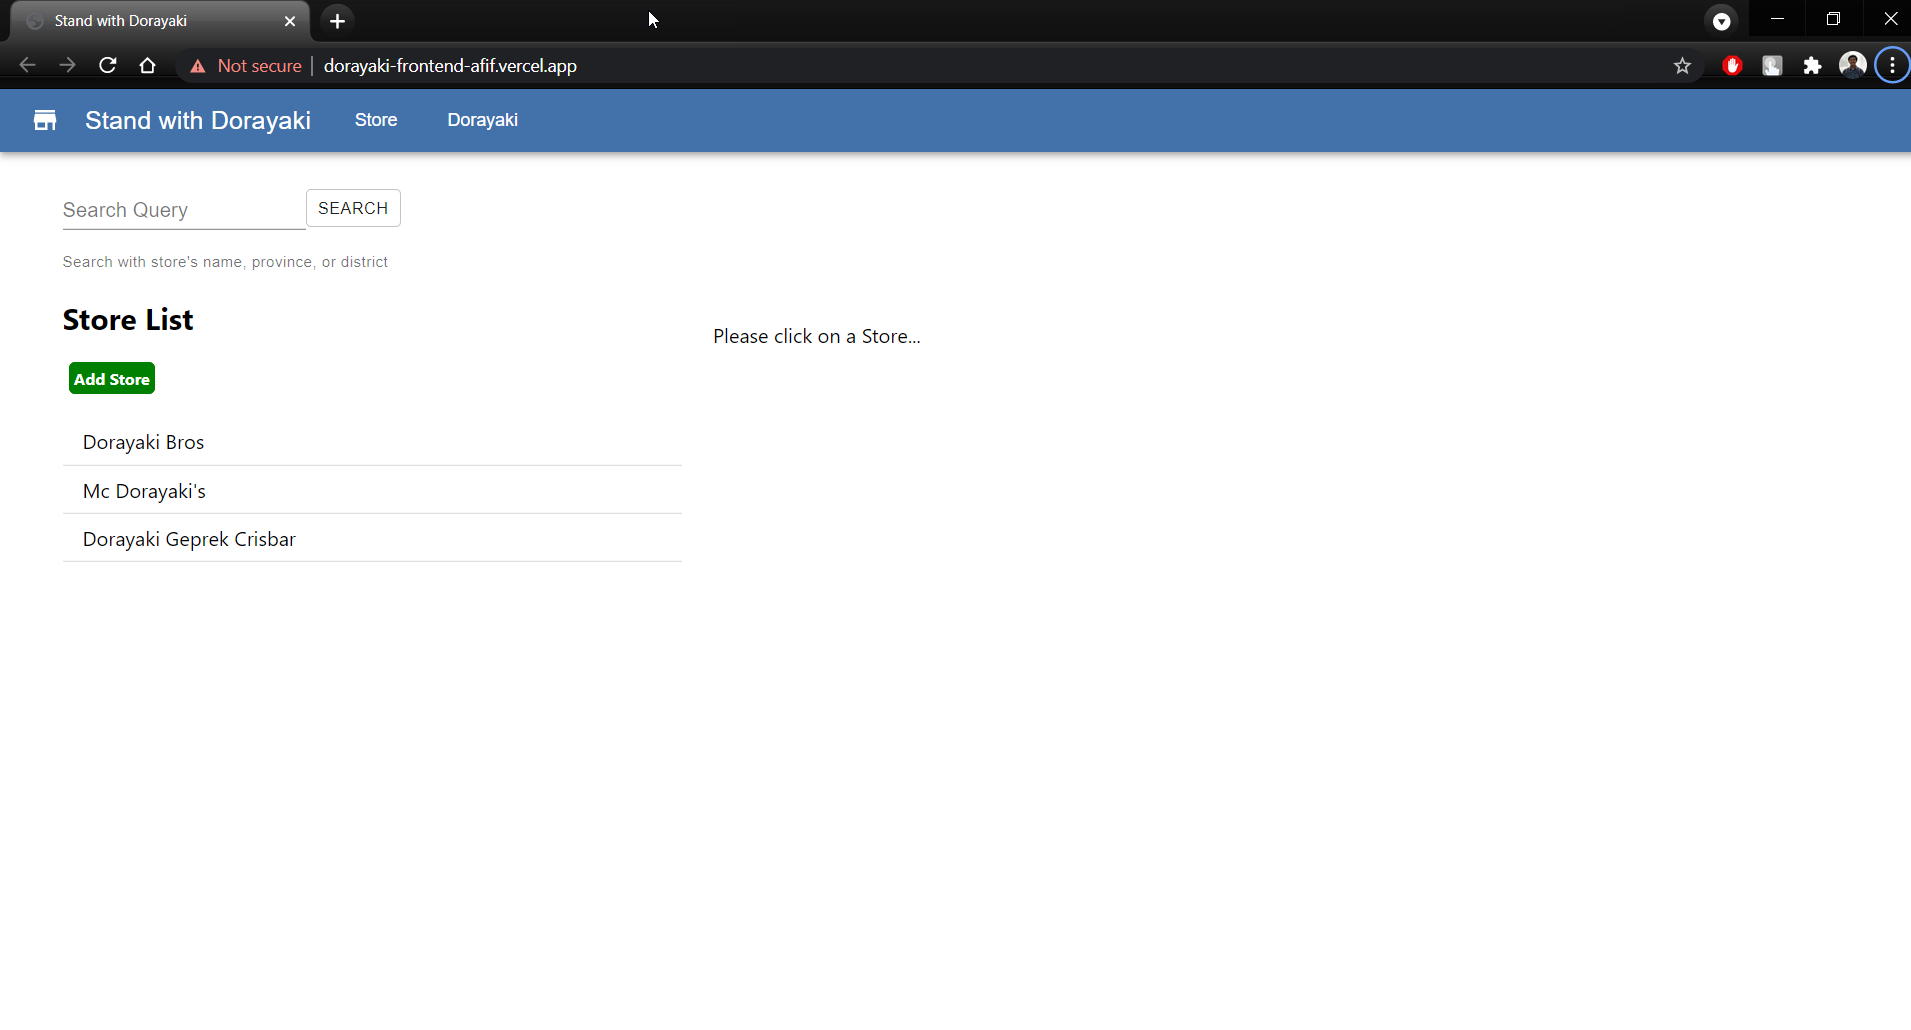 Stand with Dorayaki
Not secure dorayaki-frontend-afif.vercel.app
Stand with Dorayaki Store Dorayaki
Search Query SEARCH
Search with store's name, province, or district
Store List
Please click on a Store...
Add Store
Dorayaki Bros
Mc Dorayaki's
Dorayaki Geprek Crisbar